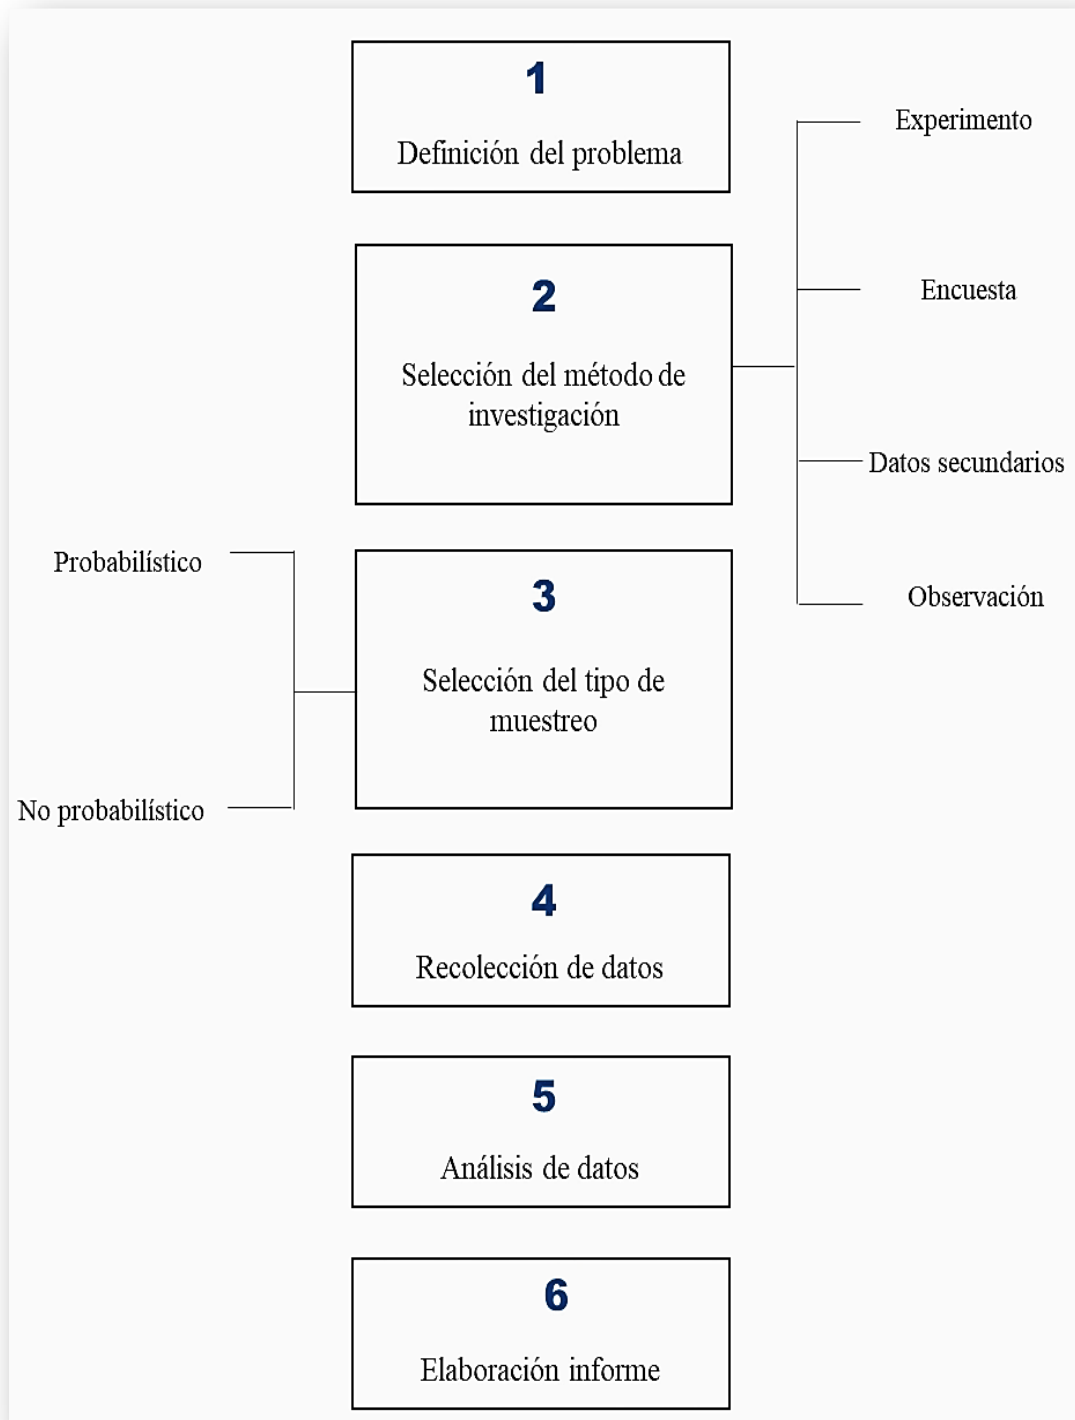 1
Definición del problema
2
Selección del método de
investigación
Experimento
Encuesta
Datos secundarios
Observación
3
Selección del tipo de
muestreo
Probabilístico
No probabilístico
4
Recolección de datos
5
Análisis de datos
6
Elaboración informe